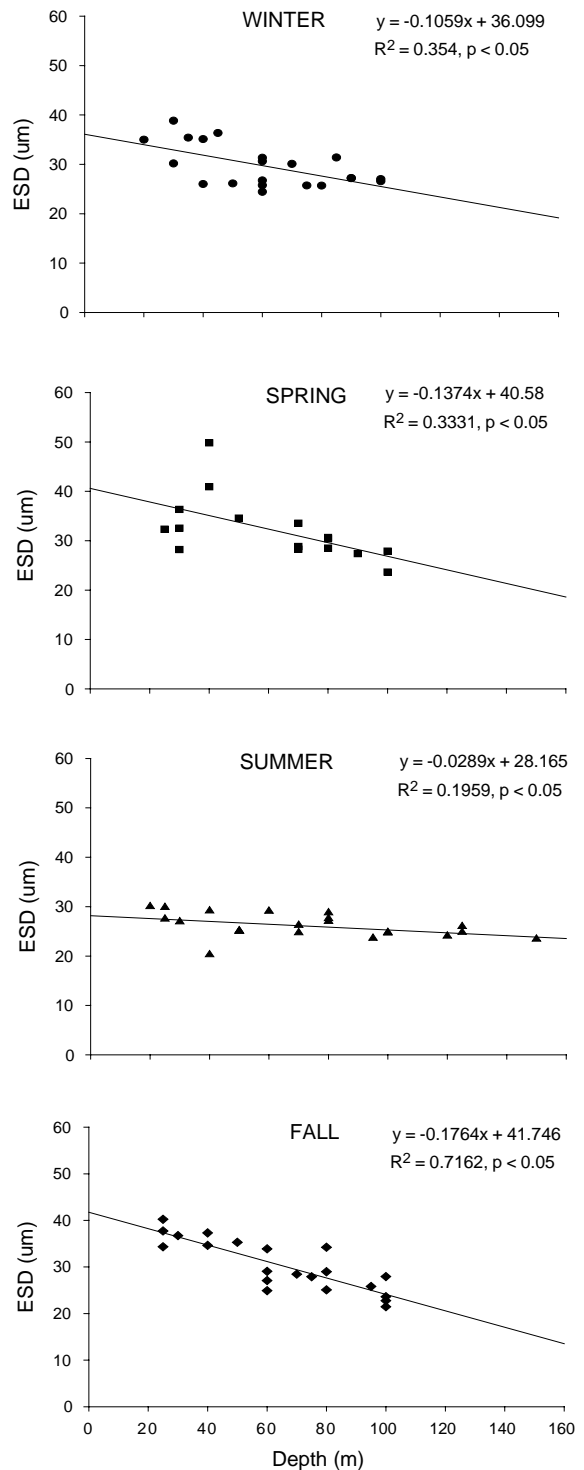 WINTER
y = -0.1059x + 36.099
R² = 0.354, p < 0.05
60
50
40
30
20
10
0
ESD (um)
SPRING
y = -0.1374x + 40.58
R² = 0.3331, p < 0.05
60
50
40
30
20
10
0
ESD (um)
SUMMER
y = -0.0289x + 28.165
R² = 0.1959, p < 0.05
60
50
40
30
20
10
0
ESD (um)
FALL
y = -0.1764x + 41.746
R² = 0.7162, p < 0.05
60
50
40
30
20
10
0
ESD (um)
0 20 40 60 80 100 120 140 160
Depth (m)